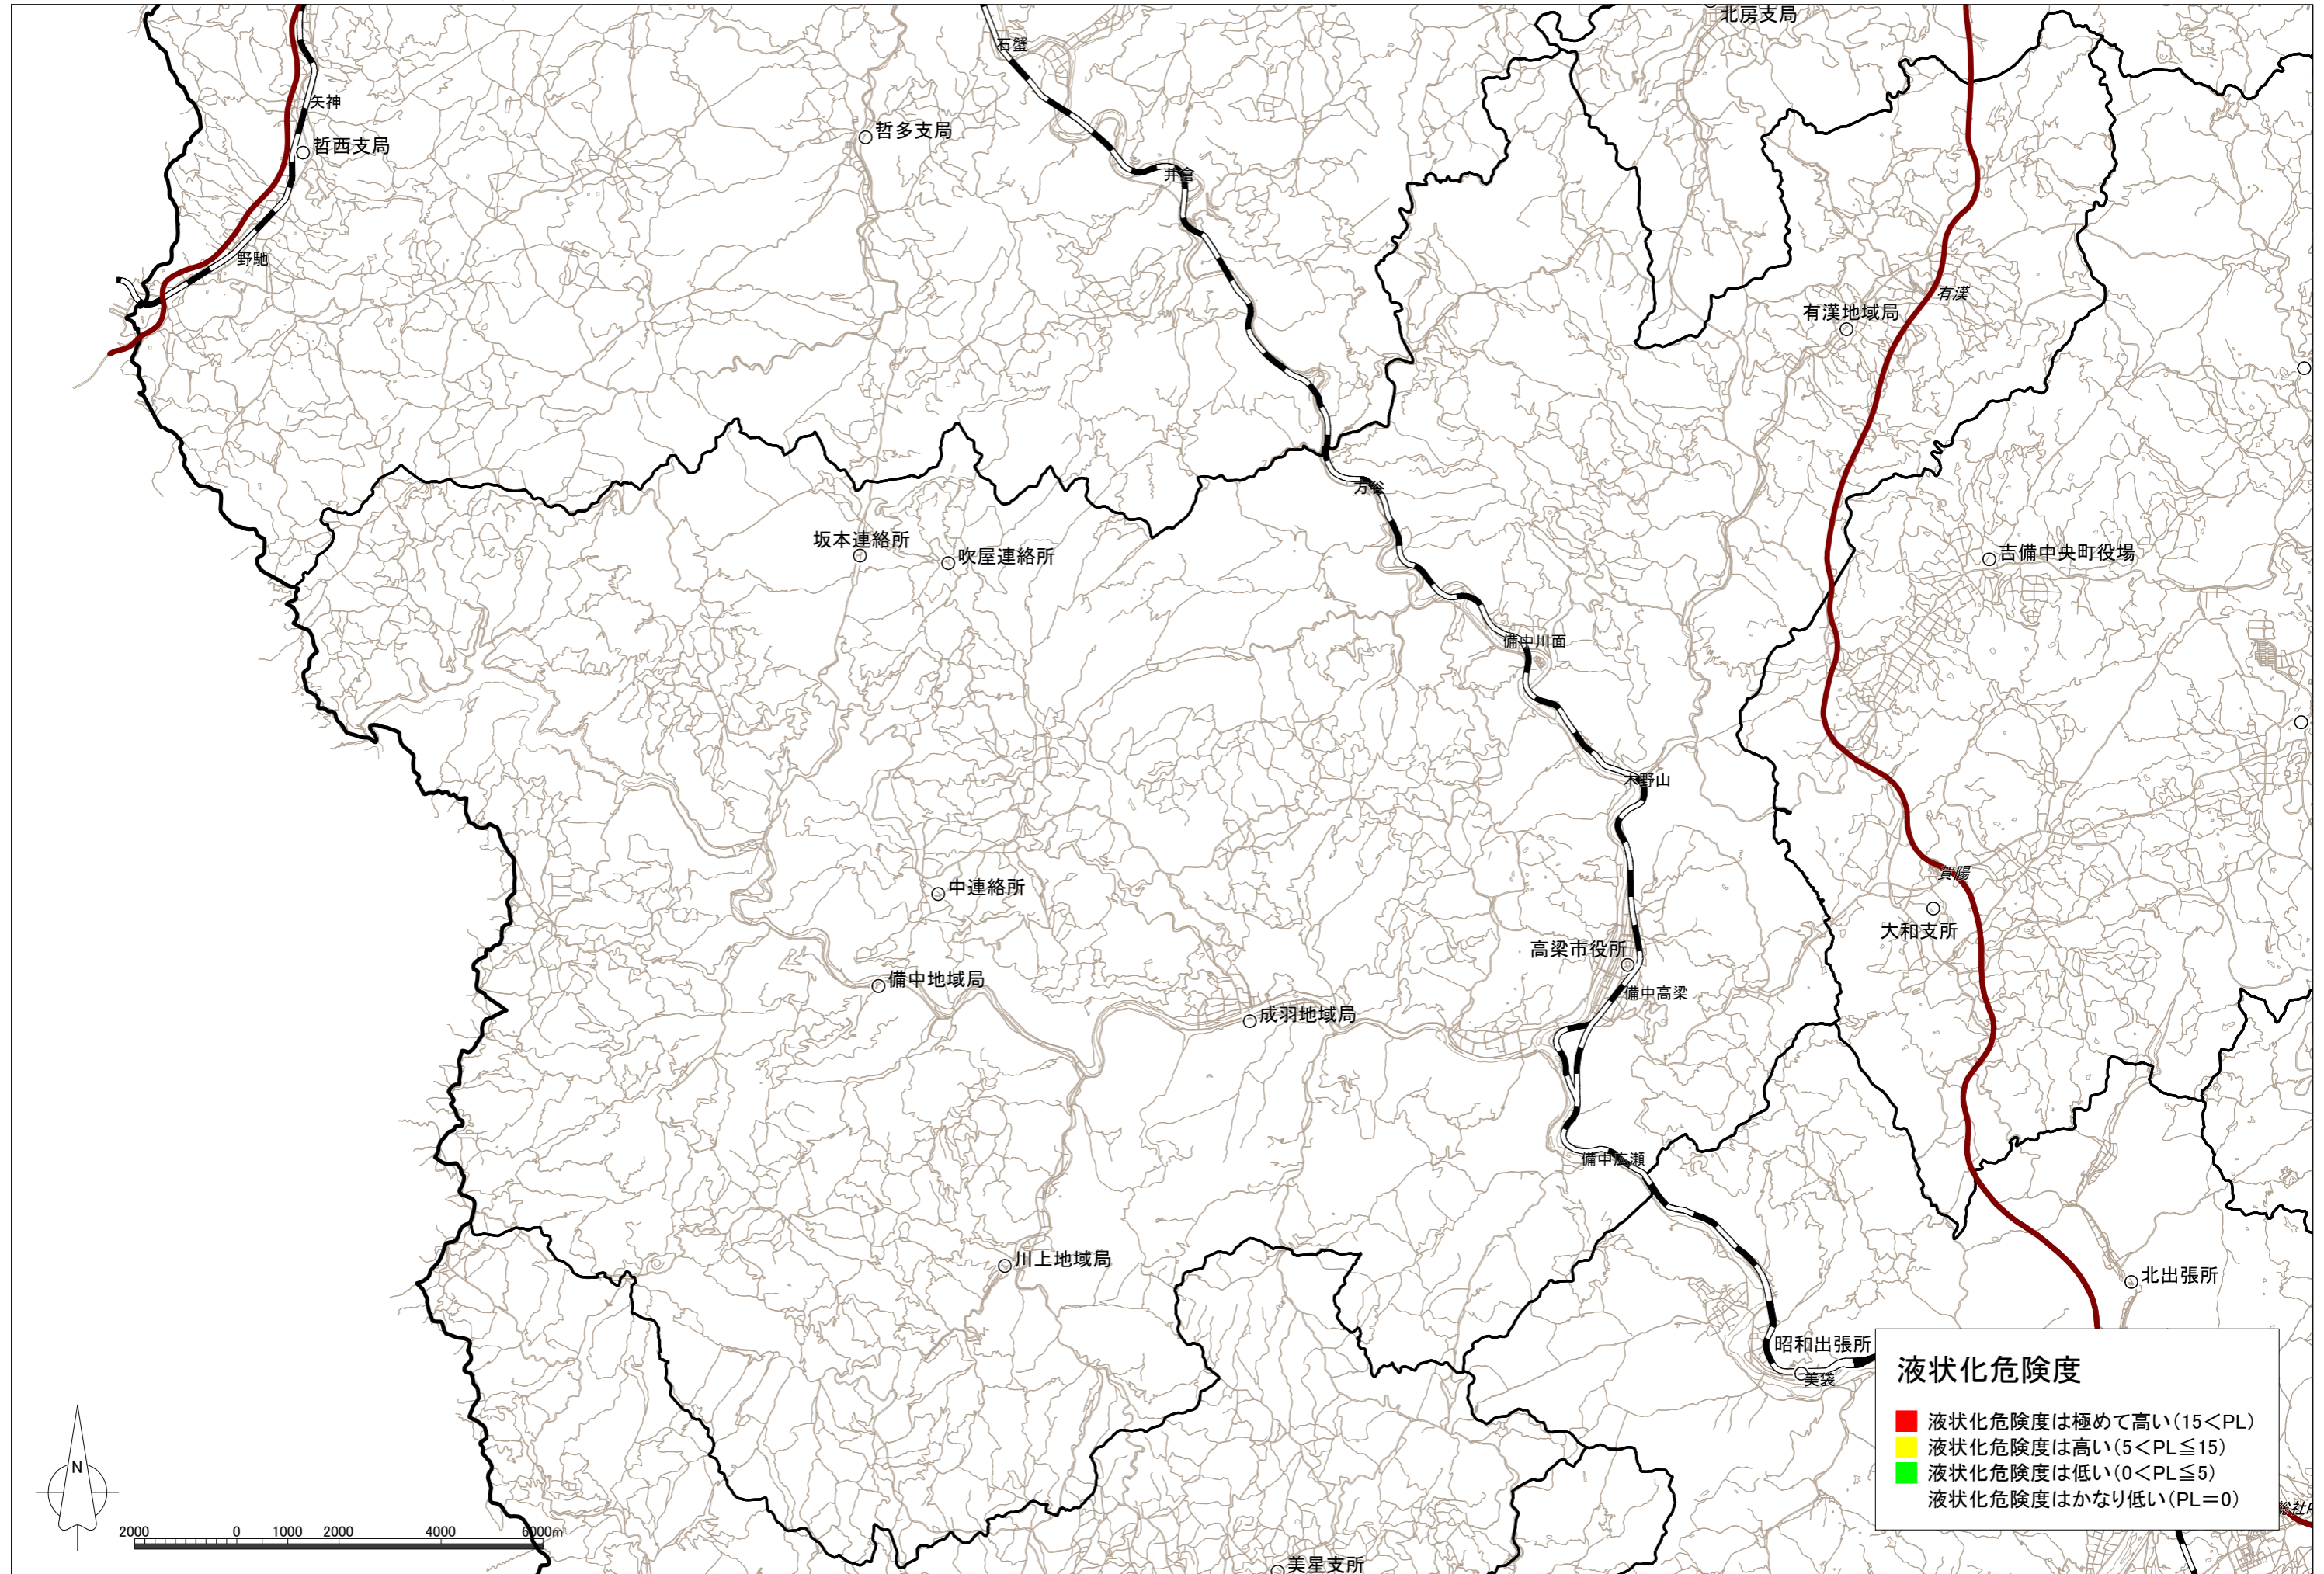 北房支局
石蟹
矢神
哲多支局
哲西支局
井倉
野馳
有漢
有漢地域局
方谷
坂本連絡所
吹屋連絡所
吉備中央町役場
備中川面
木野山
賀陽
中連絡所
大和支所
高梁市役所
備中地域局
備中高梁
成羽地域局
備中広瀬
川上地域局
北出張所
昭和出張所
美袋
液状化危険度
液状化危険度は極めて高い(15<PL)
液状化危険度は高い(5<PL≦15)
液状化危険度は低い(0<PL≦5)
液状化危険度はかなり低い(PL=0)
N
2000 0 1000 2000 4000 6000m
総社
美星支所